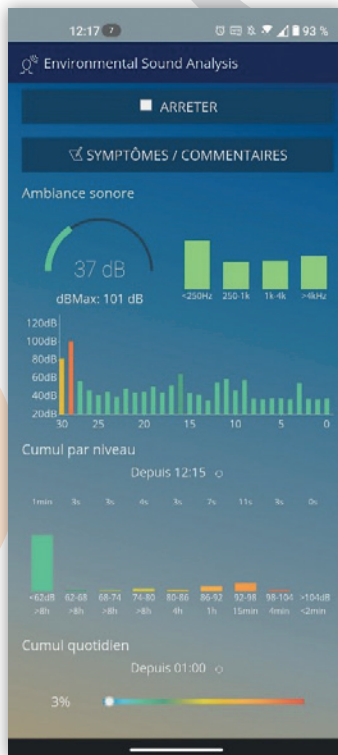 12:17 7 93 %
Environmental Sound Analysis
ARRETER
SYMPTÔMES / COMMENTAIRES
Ambiance sonore
37 dB
dBMax: 101 dB
<250Hz 250-1k 1k-4k >4kHz
120dB
100dB
80dB
60dB
40dB
20dB
30 25 20 15 10 5 0
Cumul par niveau
Depuis 12:15
1min 3s 3s 4s 3s 7s 11s 3s 0s
<62dB 62-68 68-74 74-80 80-86 86-92 92-98 98-104 >104dB
>8h >8h >8h >8h 4h 1h 15min 4min <2min
Cumul quotidien
Depuis 01:00
3%